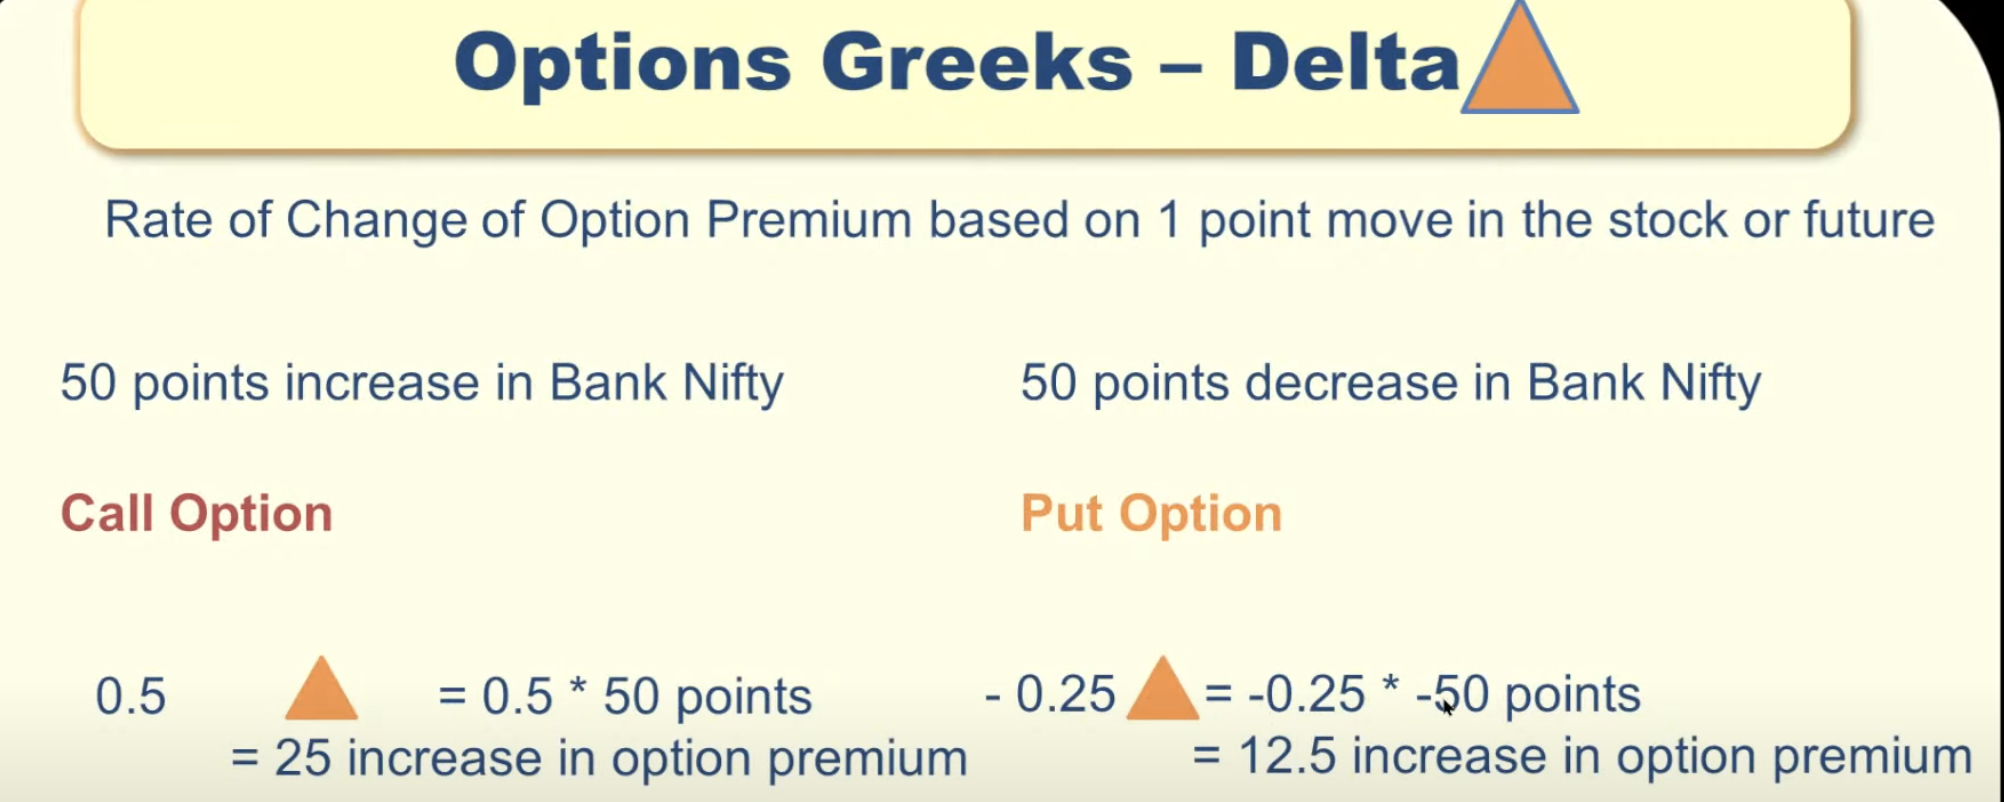 Options Greeks – Delta
Rate of Change of Option Premium based on 1 point move in the stock or future
50 points increase in Bank Nifty
Call Option
0.5 = 0.5 * 50 points
= 25 increase in option premium
50 points decrease in Bank Nifty
Put Option
- 0.25 = -0.25 * -50 points
= 12.5 increase in option premium